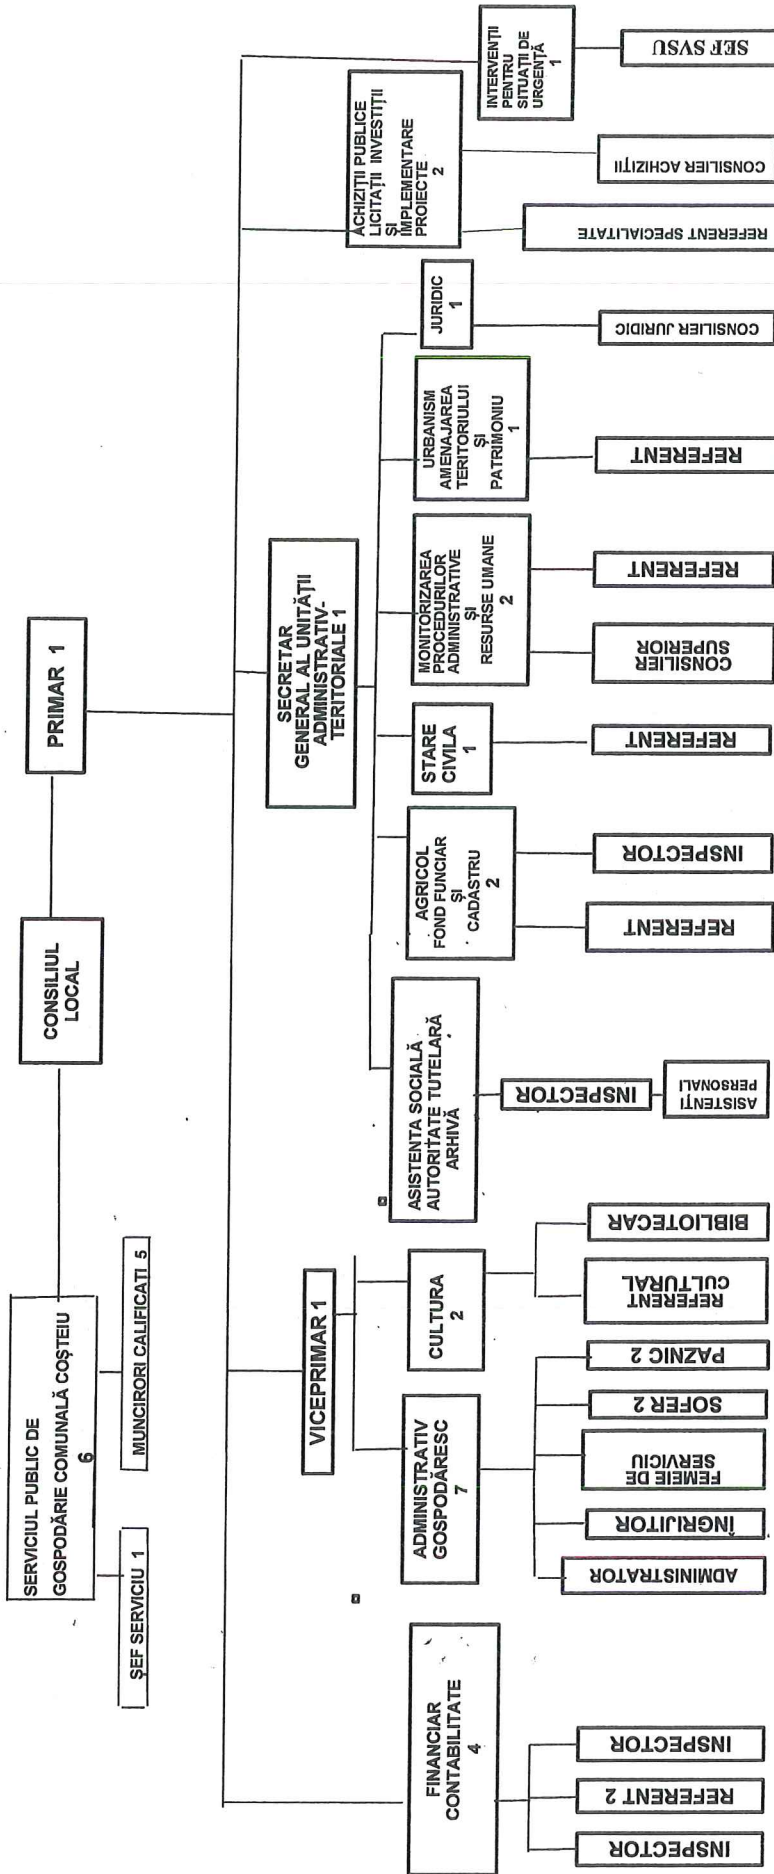 SERVICIUL PUBLIC DE
GOSPODĂRIE COMUNALĂ COȘTEIU
6
ȘEF SERVICIU 1
MUNCIRORI CALIFICATI 5
CONSILIUL
LOCAL
PRIMAR 1
FINANCIAR
CONTABILITATE
4
INSPECTOR
REFERENT 2
INSPECTOR
VICEPRIMAR 1
ADMINISTRATIV
GOSPODĂRESC
7
ADMINISTRATOR
ÎNGRIJITOR
FEMEIE DE
SERVICIU
SOFER 2
PAZNIC 2
CULTURA
2
REFERENT
CULTURAL
BIBLIOTECAR
SECRETAR
GENERAL AL UNITĂȚII
ADMINISTRATIV-
TERITORIALE 1
ASISTENTA SOCIALĂ
AUTORITATE TUTELARĂ
ARHIVĂ
INSPECTOR
ASISTENȚI
PERSONALI
AGRICOL
FOND FUNCIAR
ȘI
CADASTRU
2
REFERENT
INSPECTOR
STARE
CIVILA
1
REFERENT
MONITORIZAREA
PROCEDURILOR
ADMINISTRATIVE
ȘI
RESURSE UMANE
2
CONSILIER
SUPERIOR
REFERENT
URBANISM
AMENAJAREA
TERITORIULUI
ȘI
PATRIMONIU
1
REFERENT
JURIDIC
1
CONSILIER JURIDIC
ACHIZIȚII PUBLICE
LICITAȚII INVESTIȚII
ȘI
IMPLEMENTARE
PROIECTE
2
REFERENT SPECIALITATE
CONSILIER ACHIZIȚII
INTERVENȚII
PENTRU
SITUAȚII DE
URGENȚĂ
1
SEF SVSU